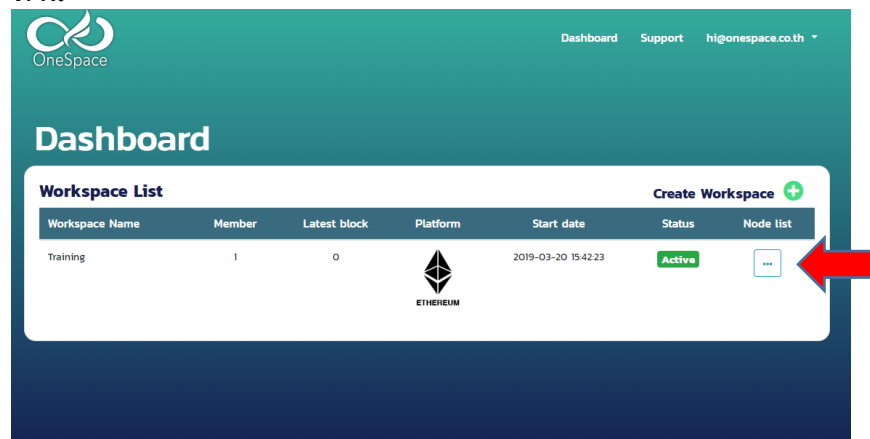 OneSpace
Dashboard Support hi@onespace.co.th
Dashboard
Workspace List Create Workspace
Workspace Name Member Latest block Platform Start date Status Node list
Training 1 0 ETHEREUM 2019-03-20 15:42:23 Active ...